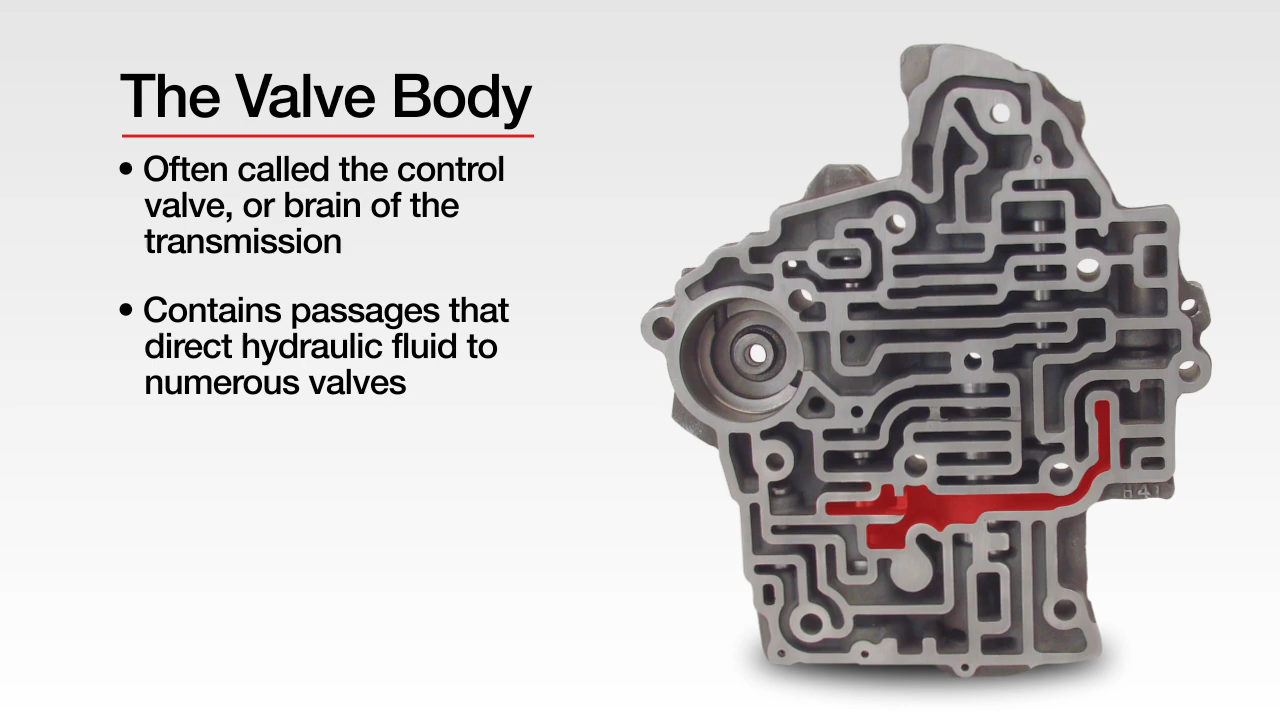 The Valve Body
• Often called the control
valve, or brain of the
transmission
• Contains passages that
direct hydraulic fluid to
numerous valves
H41